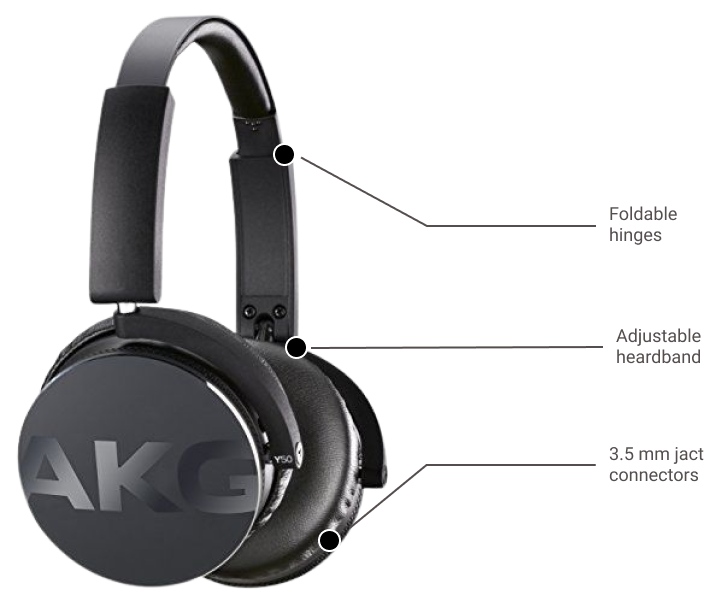 Foldable
hinges
Adjustable
heardband
3.5 mm jact
connectors
Y50
AKG